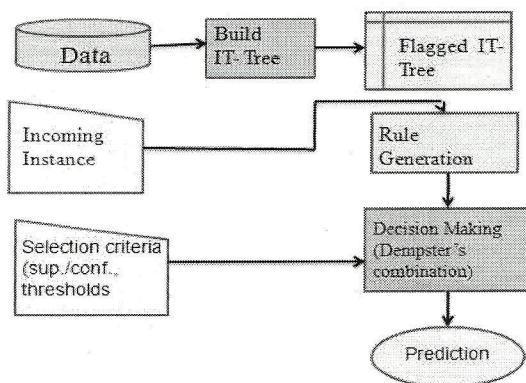 Data
Build
IT- Tree
Flagged IT-
Tree
Incoming
Instance
Rule
Generation
Selection criteria
(sup./conf.,
thresholds
Decision Making
(Dempster's
combination)
Prediction